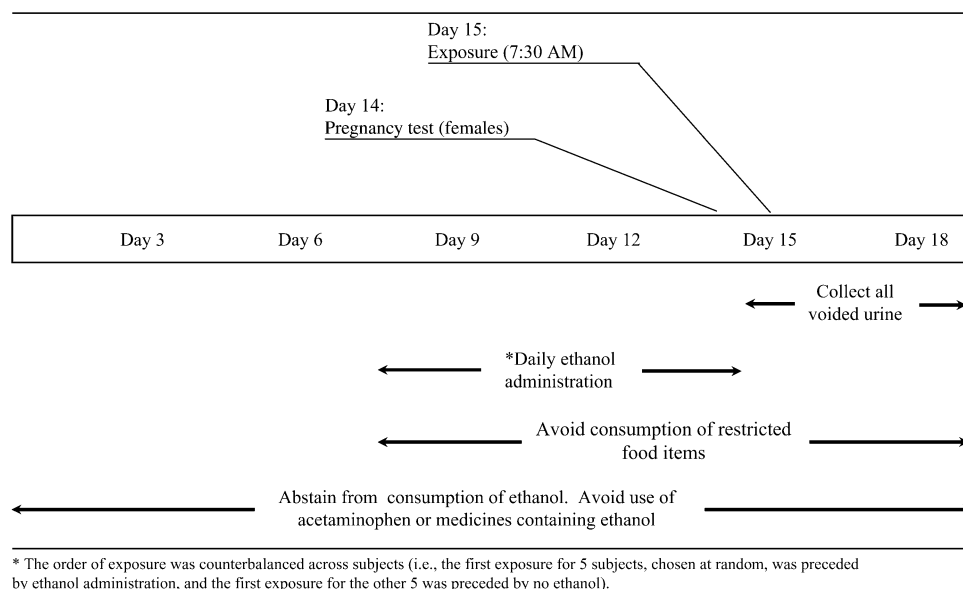 Day 15:
Exposure (7:30 AM)
Day 14:
Pregnancy test (females)
Day 3
Day 6
Day 9
Day 12
Day 15
Day 18
Collect all
voided urine
*Daily ethanol
administration
Avoid consumption of restricted
food items
Abstain from consumption of ethanol. Avoid use of
acetaminophen or medicines containing ethanol
* The order of exposure was counterbalanced across subjects (i.e., the first exposure for 5 subjects, chosen at random, was preceded
by ethanol administration, and the first exposure for the other 5 was preceded by no ethanol).